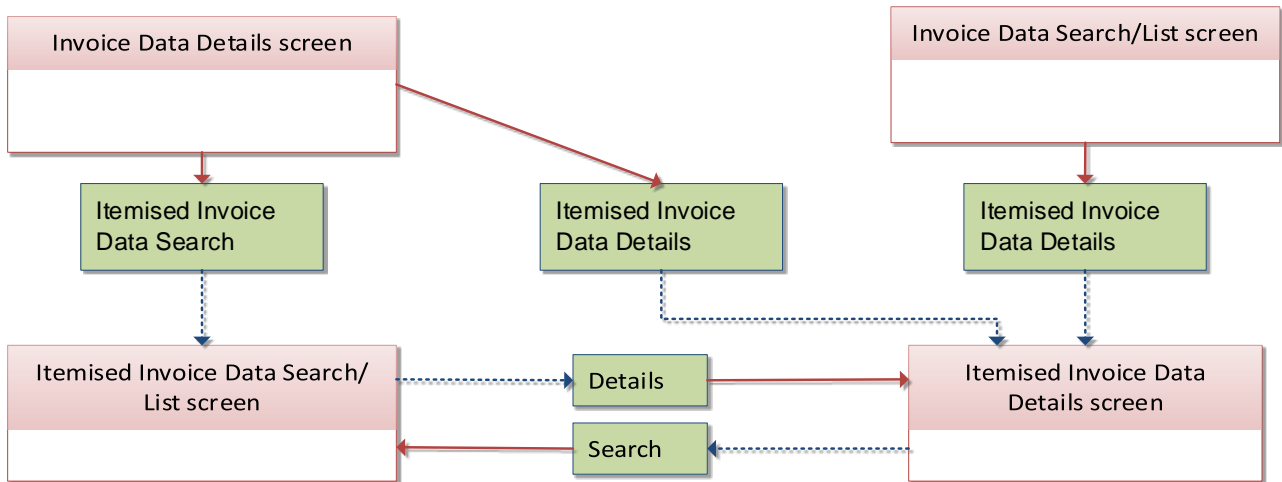 Invoice Data Details screen
Invoice Data Search/List screen
Itemised Invoice
Data Search
Itemised Invoice
Data Details
Itemised Invoice
Data Details
Itemised Invoice Data Search/
List screen
Details
Search
Itemised Invoice Data
Details screen